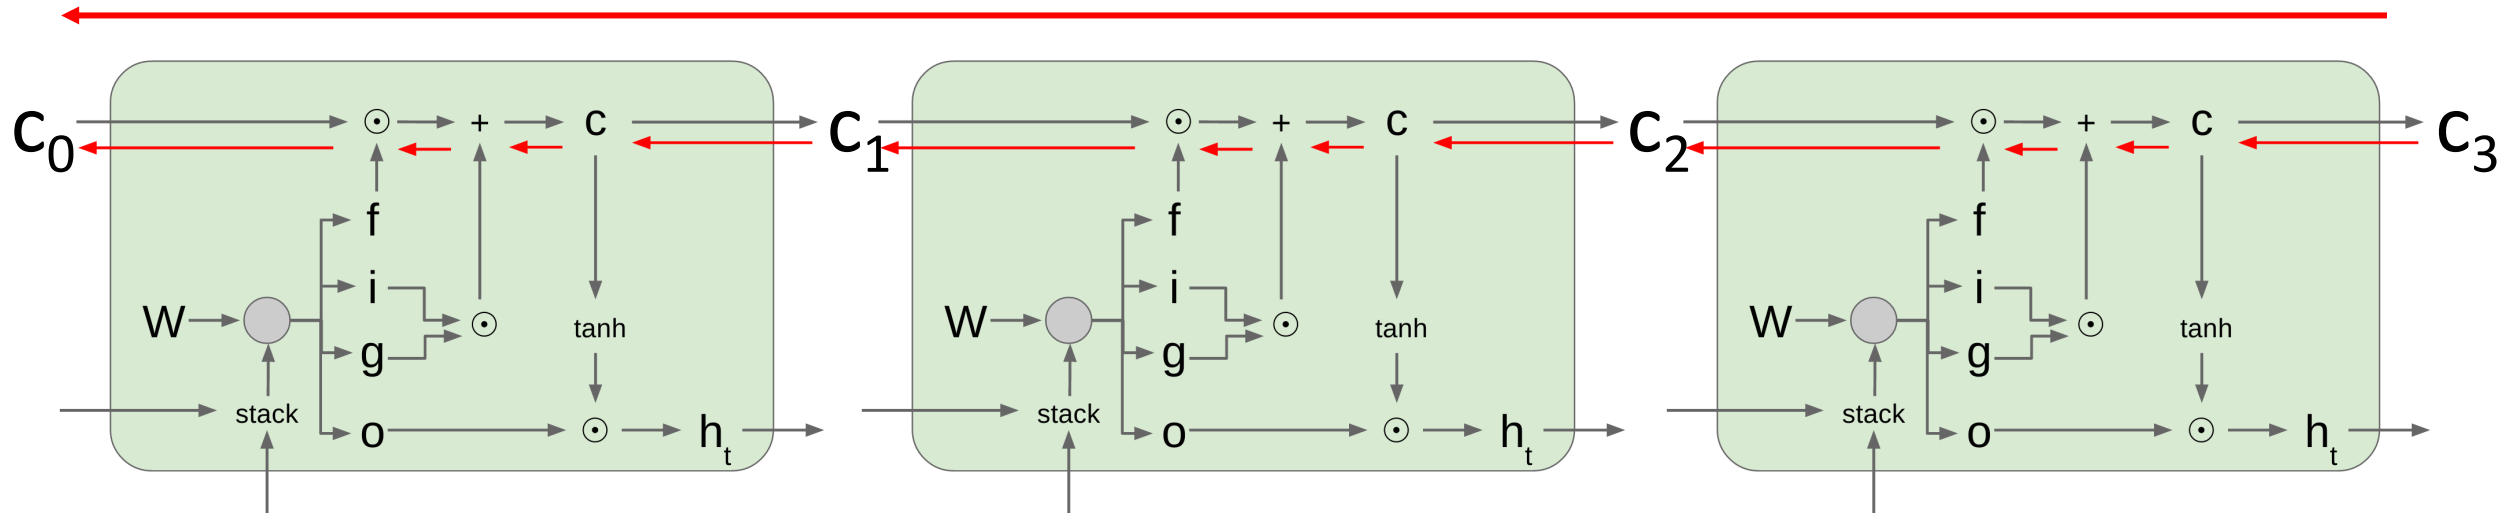 C0 ⊙ + c C1 ⊙ + c C2 ⊙ + c C3
f f f
i i i
W ⊙ tanh W ⊙ tanh W ⊙ tanh
g g g
stack stack stack
o ⊙ ht o ⊙ ht o ⊙ ht